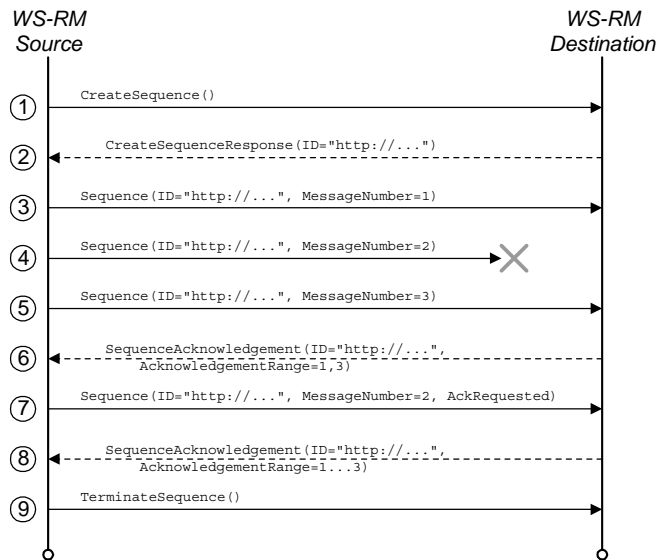 WS-RM
Source
WS-RM
Destination
1
CreateSequence()
2
CreateSequenceResponse(ID="http://...")
3
Sequence(ID="http://...", MessageNumber=1)
4
Sequence(ID="http://...", MessageNumber=2)
5
Sequence(ID="http://...", MessageNumber=3)
6
SequenceAcknowledgement(ID="http://...",
AcknowledgementRange=1,3)
7
Sequence(ID="http://...", MessageNumber=2, AckRequested)
8
SequenceAcknowledgement(ID="http://...",
AcknowledgementRange=1...3)
9
TerminateSequence()